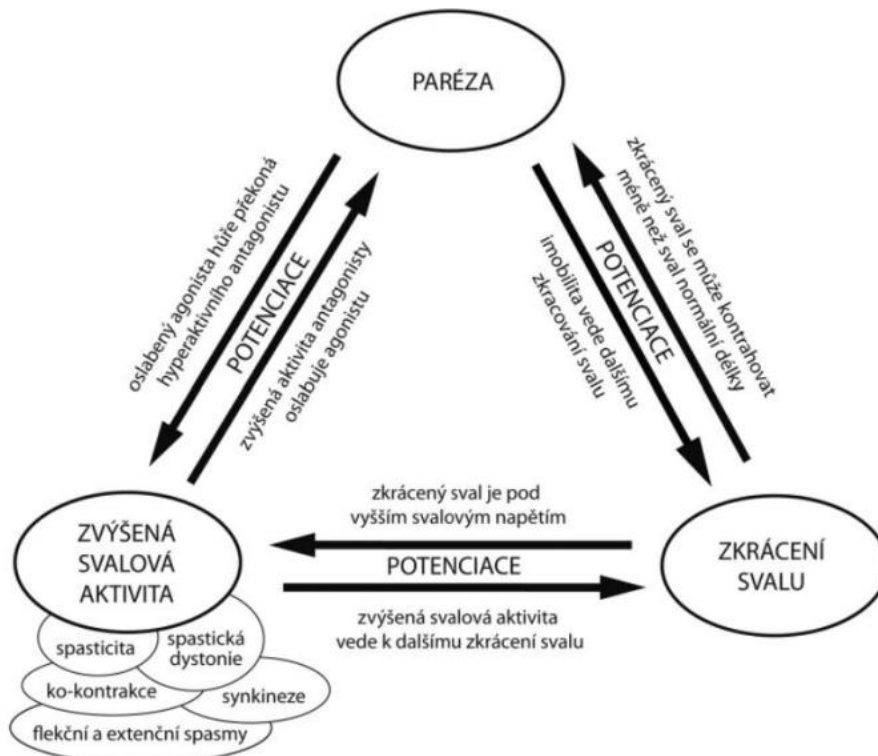 PARÉZA
oslabený agonista hůře překoná
hyperaktivního antagonistu
POTENCIACE
zvýšená aktivita antagonisty
oslabuje agonistu
zkrácený sval se může kontrahovat
méně než sval normální délky
POTENCIACE
imobilita vede dalšímu
zkracování svalu
ZVÝŠENÁ
SVALOVÁ
AKTIVITA
zkrácený sval je pod
vyšším svalovým napětím
POTENCIACE
zvýšená svalová aktivita
vede k dalšímu zkrácení svalu
ZKRÁCENÍ
SVALU
spasticita
spastická
dystonie
ko-kontrakce
synkineze
flekční a extenční spasmy